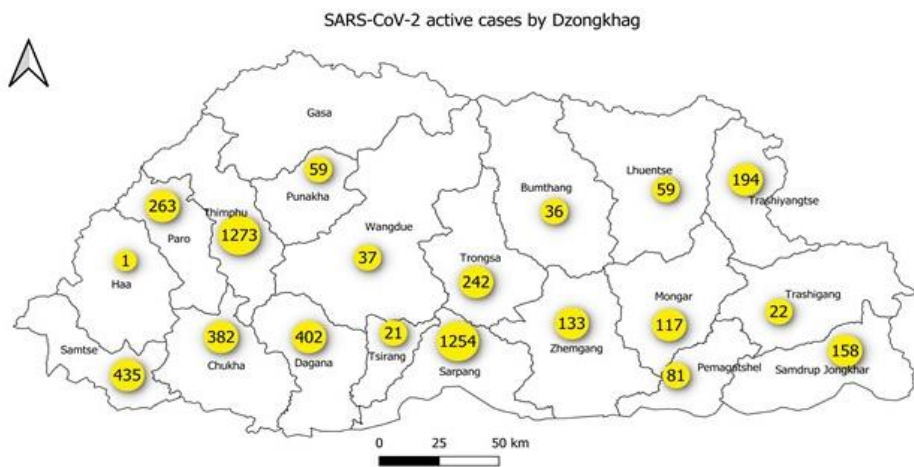 SARS-CoV-2 active cases by Dzongkhag
Gasa
59
Punakha
Lhuentse
59
194
Trashiyangtse
Bumthang
36
263
Paro
Thimphu
1273
Wangdue
37
1
Haa
Trongsa
242
Mongar
117
Trashigang
22
Samtse
435
382
Chukha
402
Dagana
21
Tsirang
1254
Sarpang
133
Zhemgang
81
Pemagatshel
158
Samdrup Jongkhar
0 25 50 km